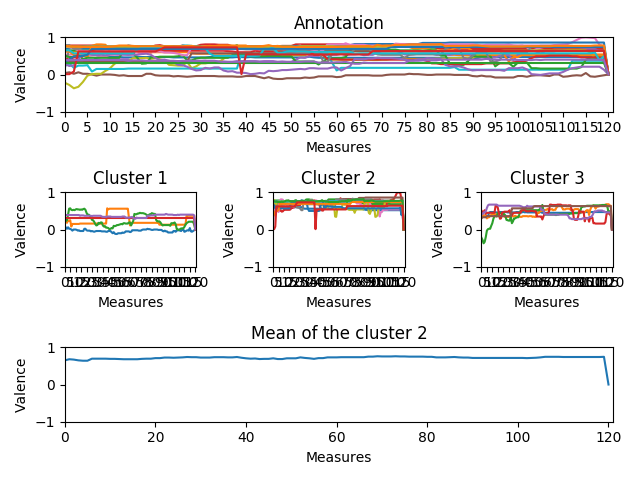 Annotation
Valence
1
0
−1
0 5 10 15 20 25 30 35 40 45 50 55 60 65 70 75 80 85 90 95 100 105 110 115 120
Measures
Cluster 1
Cluster 2
Cluster 3
Valence
1
0
−1
Measures
Valence
1
0
−1
Measures
Valence
1
0
−1
Measures
Mean of the cluster 2
Valence
1
0
−1
0 20 40 60 80 100 120
Measures